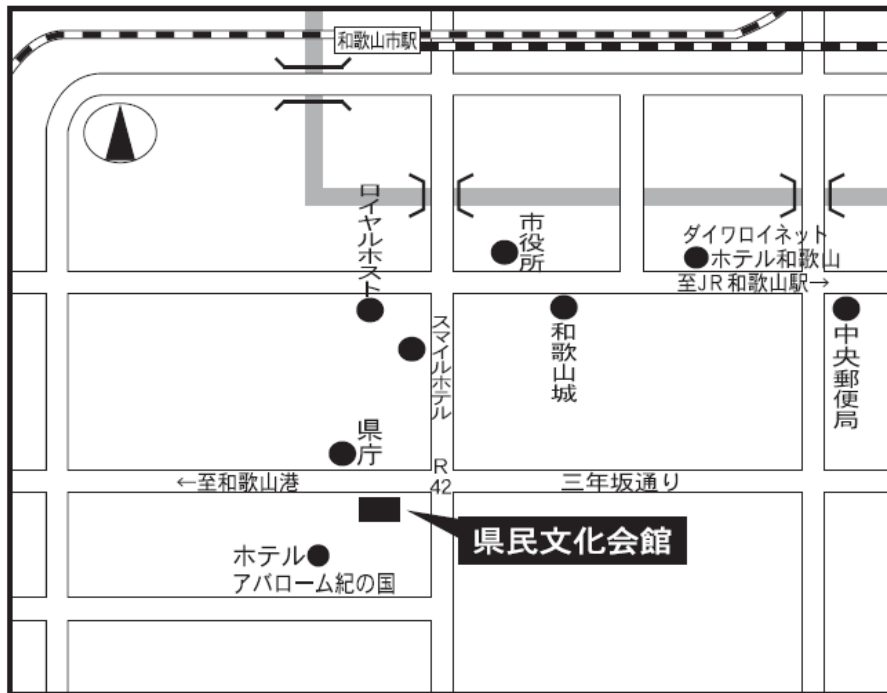 和歌山市駅
ロイヤルホスト
市役所
ダイワロイネット
ホテル和歌山
至JR和歌山駅→
スマイルホテル
和歌山城
中央郵便局
県庁
←至和歌山港
R
42
三年坂通り
県民文化会館
ホテル
アバローム紀の国